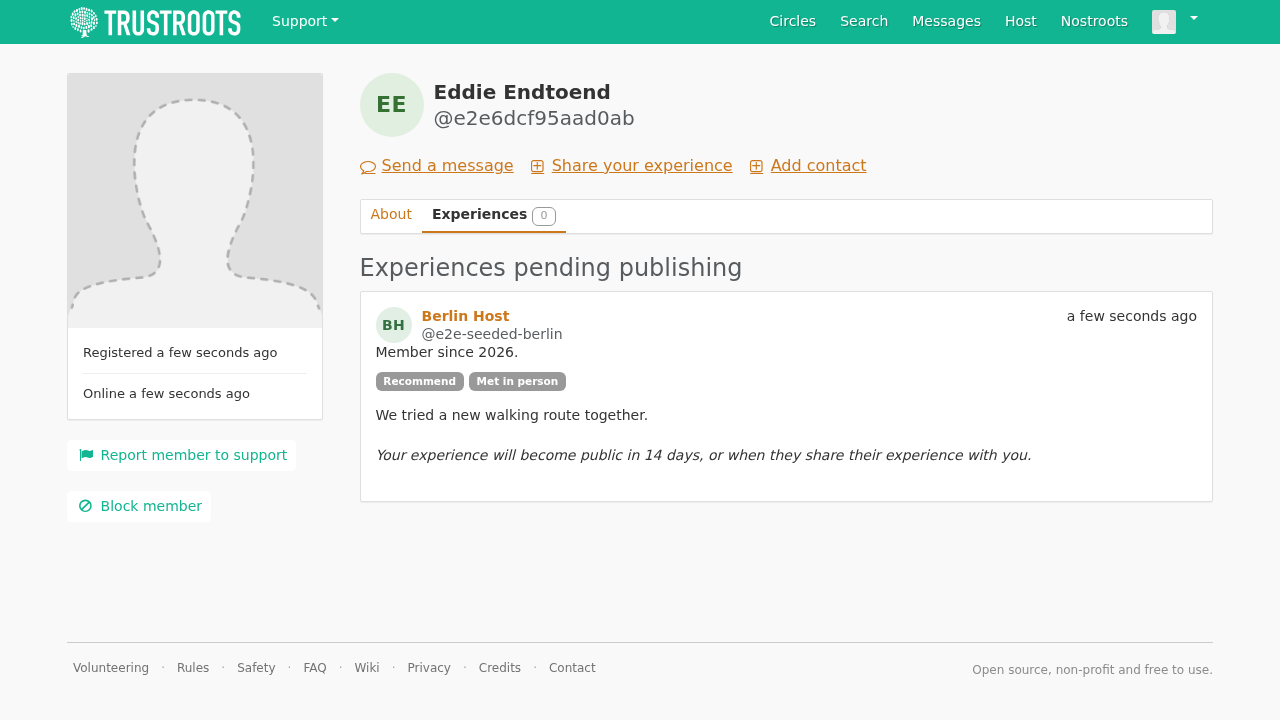 TRUSTROOTS Support Circles Search Messages Host Nostroots
EE Eddie Endtoend
@e2e6dcf95aad0ab
Send a message Share your experience Add contact
About Experiences 0
Experiences pending publishing
BH Berlin Host a few seconds ago
@e2e-seeded-berlin
Member since 2026.
Recommend Met in person
We tried a new walking route together.
Your experience will become public in 14 days, or when they share their experience with you.
Registered a few seconds ago
Online a few seconds ago
Report member to support
Block member
Volunteering · Rules · Safety · FAQ · Wiki · Privacy · Credits · Contact
Open source, non-profit and free to use.